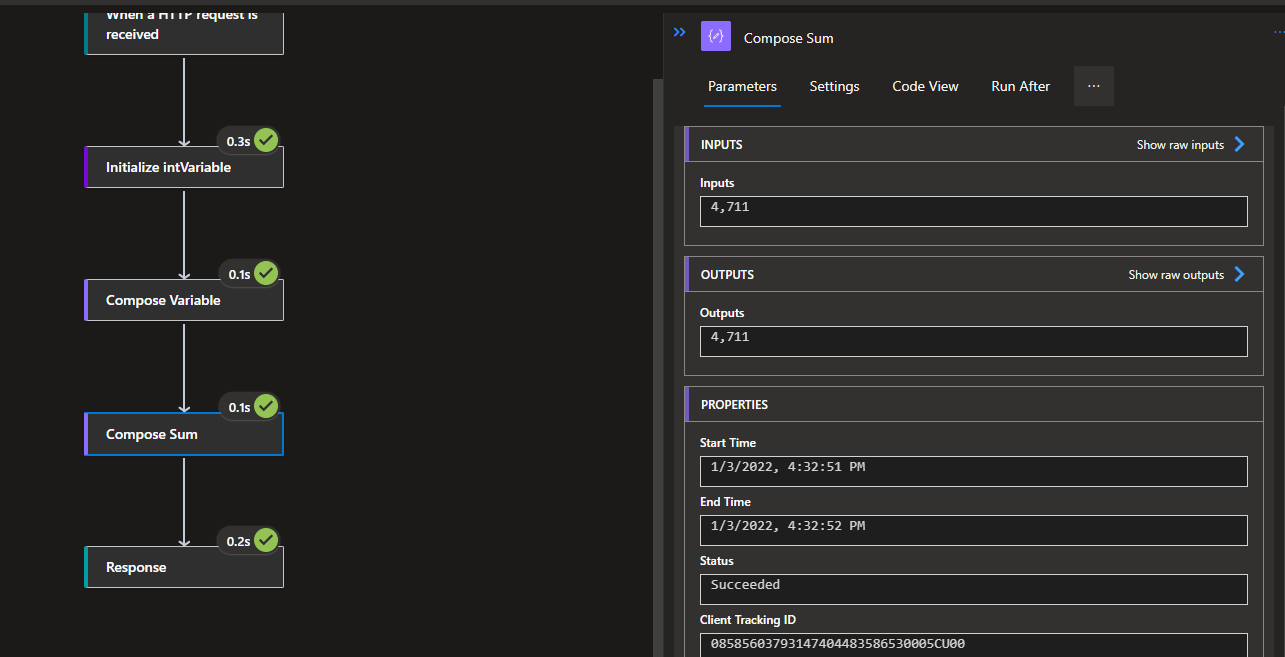 When a HTTP request is
received
0.3s
Initialize intVariable
0.1s
Compose Variable
0.1s
Compose Sum
0.2s
Response
Compose Sum
Parameters Settings Code View Run After ...
INPUTS Show raw inputs
Inputs
4,711
OUTPUTS Show raw outputs
Outputs
4,711
PROPERTIES
Start Time
1/3/2022, 4:32:51 PM
End Time
1/3/2022, 4:32:52 PM
Status
Succeeded
Client Tracking ID
08585603793147404483586530005CU00